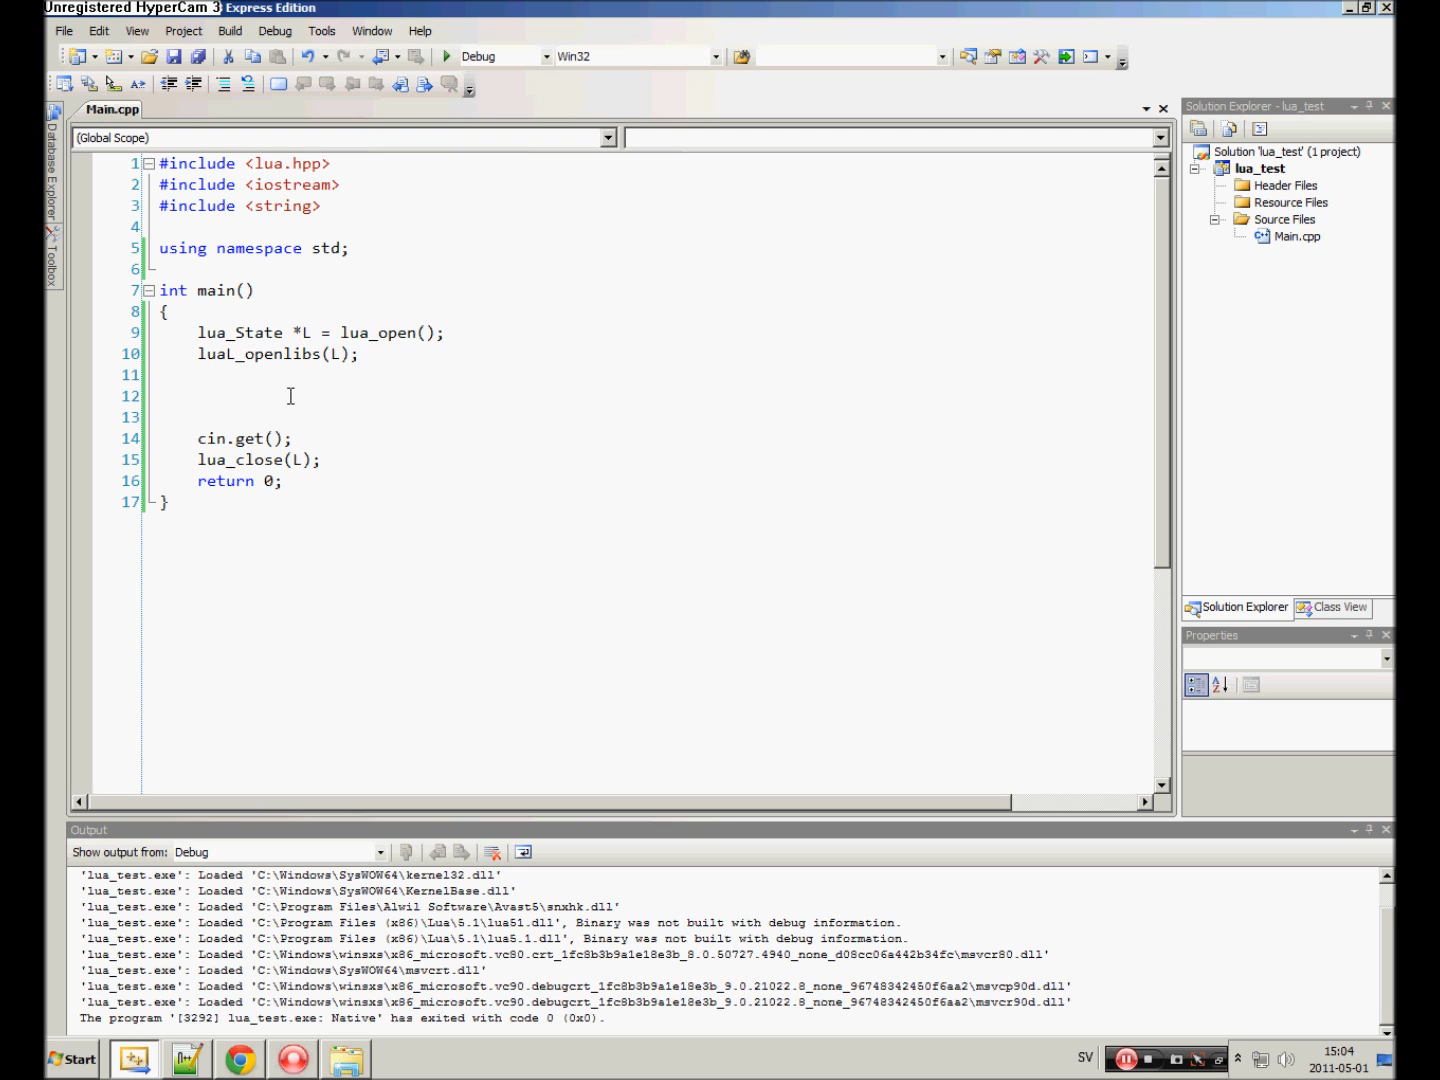 Unregistered HyperCam 3 Express Edition
File Edit View Project Build Debug Tools Window Help
Debug Win32
Main.cpp
(Global Scope)
1 #include <lua.hpp>
2 #include <iostream>
3 #include <string>
4
5 using namespace std;
6
7 int main()
8 {
9 lua_State *L = lua_open();
10 luaL_openlibs(L);
11
12
13
14 cin.get();
15 lua_close(L);
16 return 0;
17 }
Database Explorer
Toolbox
Solution Explorer - lua_test
Solution 'lua_test' (1 project)
lua_test
Header Files
Resource Files
Source Files
Main.cpp
Solution Explorer Class View
Properties
Output
Show output from: Debug
'lua_test.exe': Loaded 'C:\Windows\SysWOW64\kernel32.dll'
'lua_test.exe': Loaded 'C:\Windows\SysWOW64\KernelBase.dll'
'lua_test.exe': Loaded 'C:\Program Files\Alwil Software\Avast5\snxhk.dll'
'lua_test.exe': Loaded 'C:\Program Files (x86)\Lua\5.1\lua51.dll', Binary was not built with debug information.
'lua_test.exe': Loaded 'C:\Program Files (x86)\Lua\5.1\lua5.1.dll', Binary was not built with debug information.
'lua_test.exe': Loaded 'C:\Windows\winsxs\x86_microsoft.vc80.crt_1fc8b3b9a1e18e3b_8.0.50727.4940_none_d08cc06a442b34fc\msvcr80.dll'
'lua_test.exe': Loaded 'C:\Windows\SysWOW64\msvcrt.dll'
'lua_test.exe': Loaded 'C:\Windows\winsxs\x86_microsoft.vc90.debugcrt_1fc8b3b9a1e18e3b_9.0.21022.8_none_96748342450f6aa2\msvcp90d.dll'
'lua_test.exe': Loaded 'C:\Windows\winsxs\x86_microsoft.vc90.debugcrt_1fc8b3b9a1e18e3b_9.0.21022.8_none_96748342450f6aa2\msvcr90d.dll'
The program '[3292] lua_test.exe: Native' has exited with code 0 (0x0).
Start SV 15:04
2011-05-01